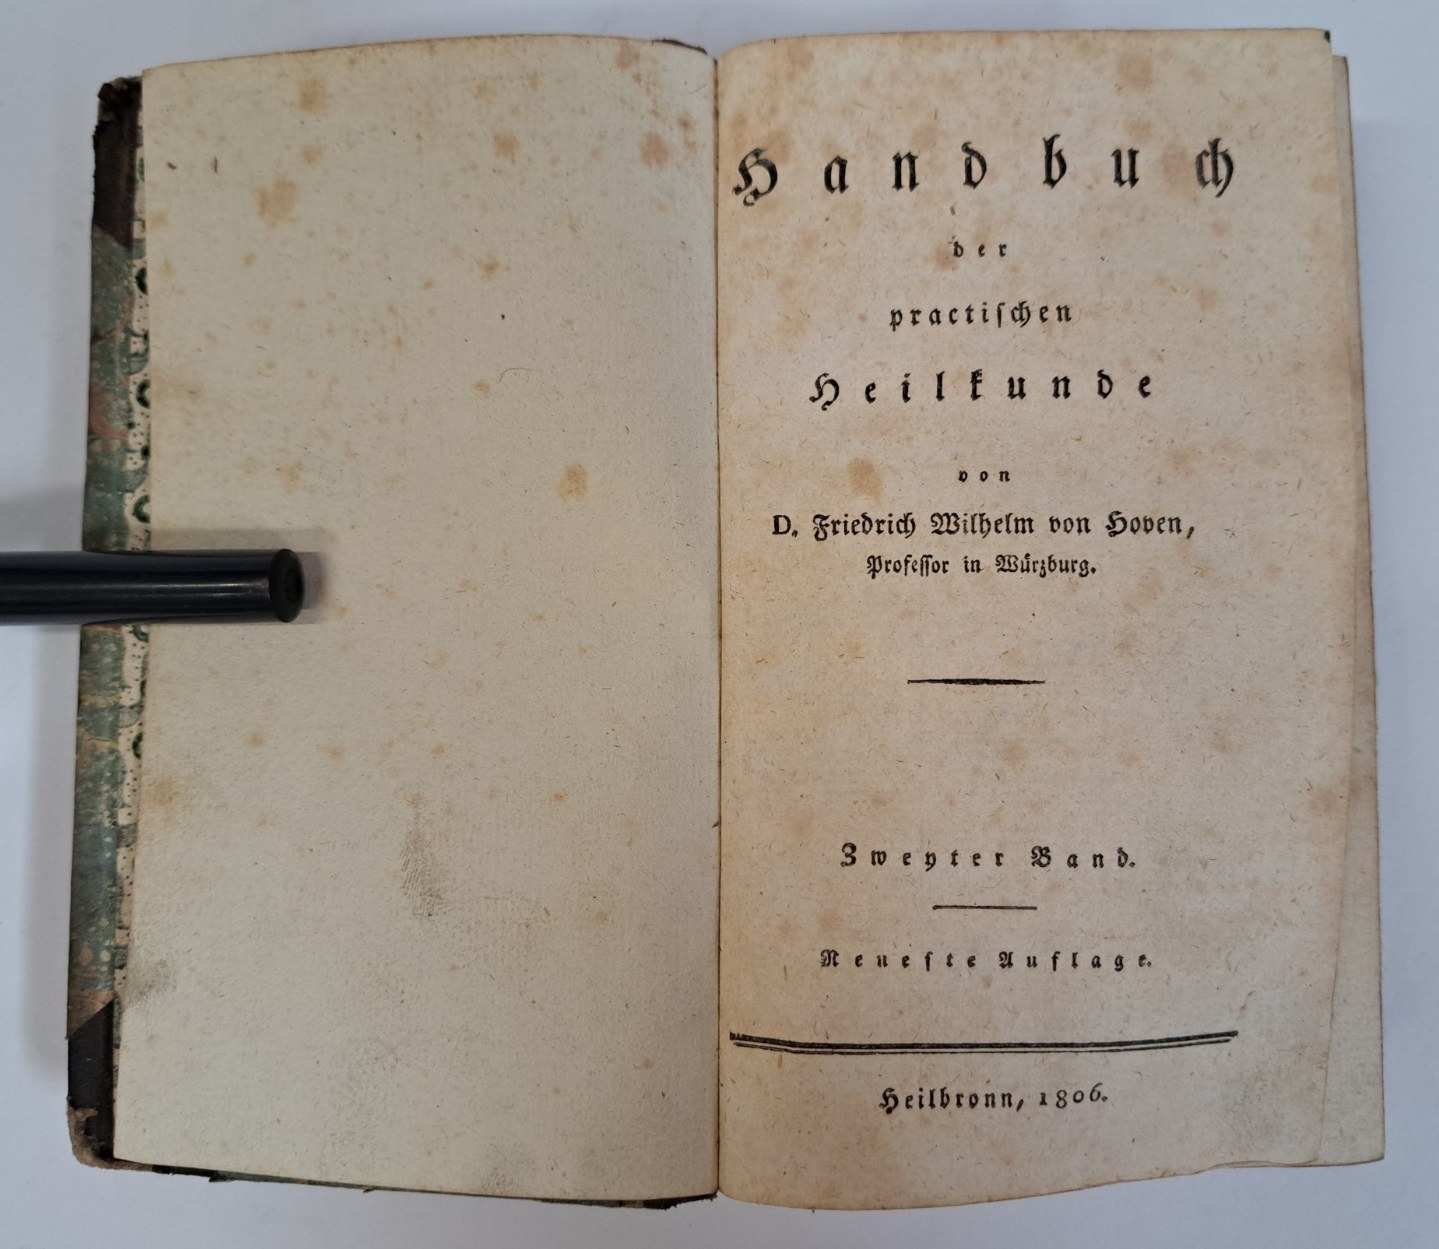 Handbuch
der
practiſchen
Heilkunde
von
D. Friedrich Wilhelm von Hoven,
Profeſſor in Würzburg.
Zweyter Band.
Neueſte Auflage.
Heilbronn, 1806.